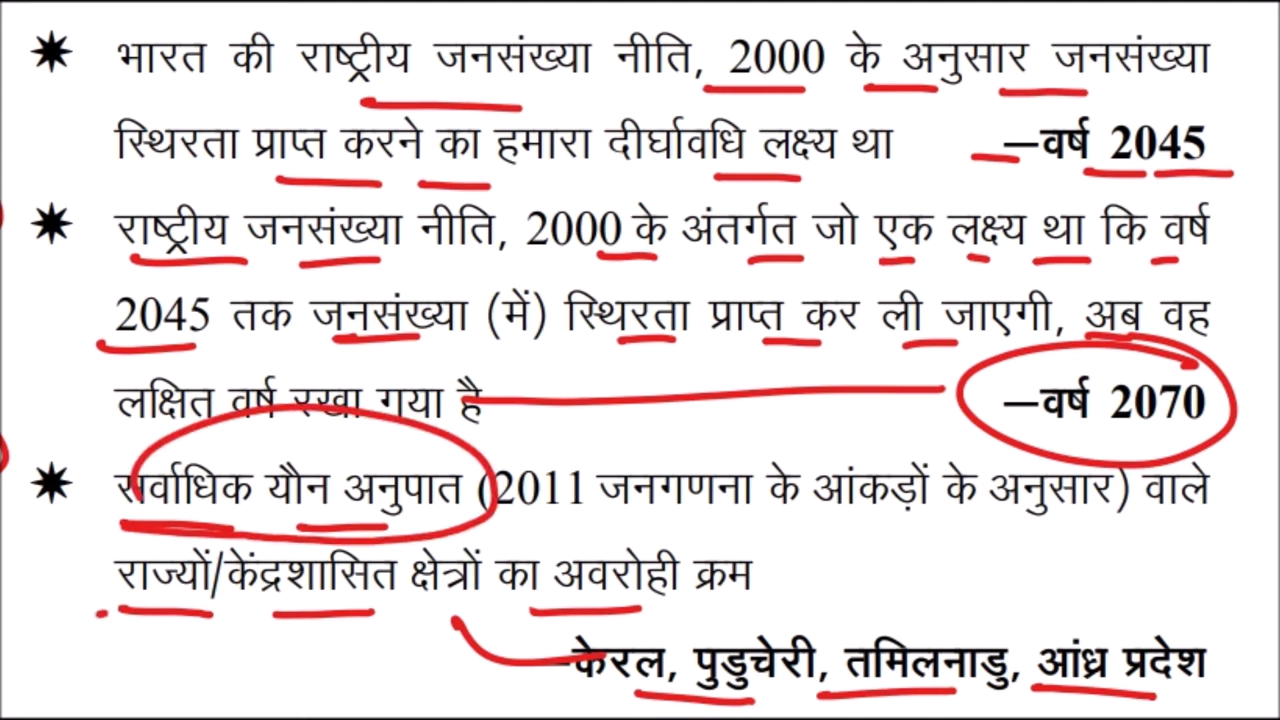 ✷ भारत की राष्ट्रीय जनसंख्या नीति, 2000 के अनुसार जनसंख्या
स्थिरता प्राप्त करने का हमारा दीर्घावधि लक्ष्य था —वर्ष 2045
✷ राष्ट्रीय जनसंख्या नीति, 2000 के अंतर्गत जो एक लक्ष्य था कि वर्ष
2045 तक जनसंख्या (में) स्थिरता प्राप्त कर ली जाएगी, अब वह
लक्षित वर्ष रखा गया है —वर्ष 2070
✷ सर्वाधिक यौन अनुपात (2011 जनगणना के आंकड़ों के अनुसार) वाले
राज्यों/केंद्रशासित क्षेत्रों का अवरोही क्रम
—केरल, पुडुचेरी, तमिलनाडु, आंध्र प्रदेश